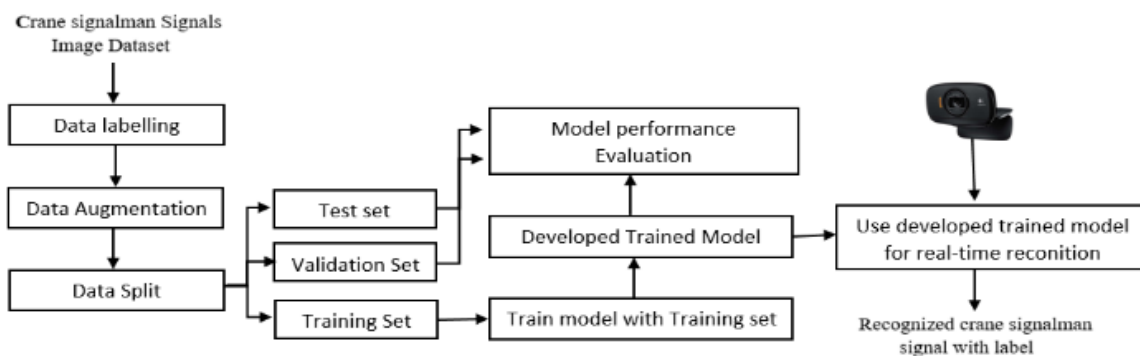 Crane signalman Signals
Image Dataset
Data labelling
Data Augmentation
Data Split
Test set
Validation Set
Training Set
Model performance
Evaluation
Developed Trained Model
Train model with Training set
Use developed trained model
for real-time reconition
Recognized crane signalman
signal with label